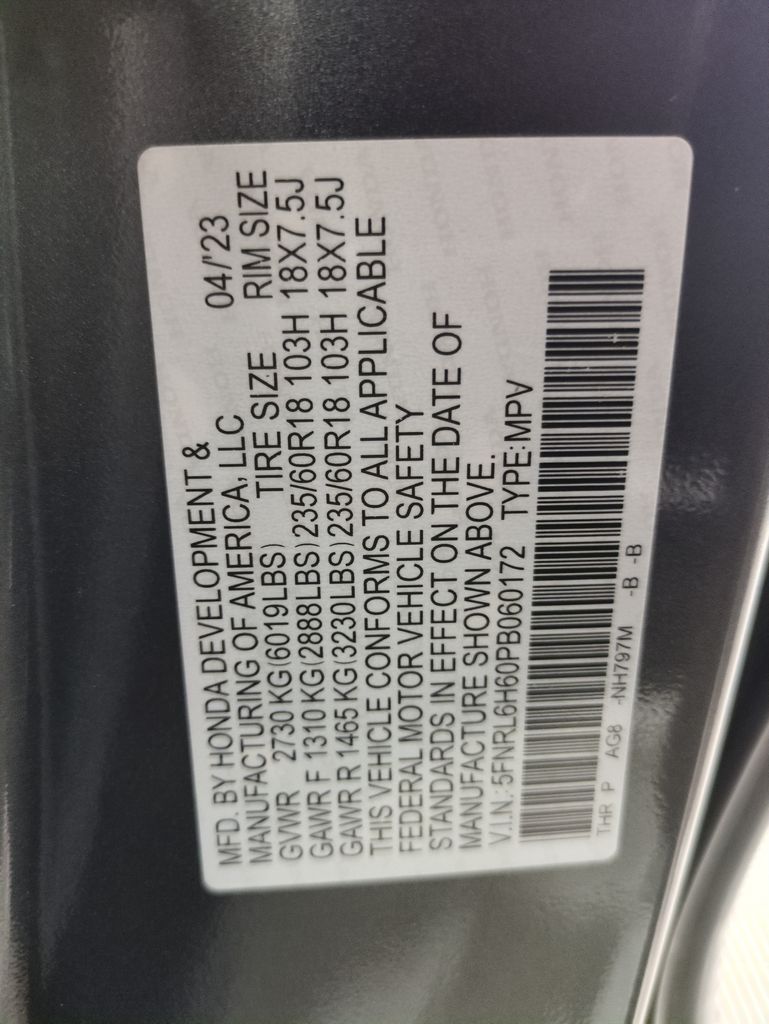 MFD. BY HONDA DEVELOPMENT &
MANUFACTURING OF AMERICA, LLC 04/'23
GVWR 2730 KG(6019LBS) TIRE SIZE RIM SIZE
GAWR F 1310 KG(2888LBS) 235/60R18 103H 18X7.5J
GAWR R 1465 KG(3230LBS) 235/60R18 103H 18X7.5J
THIS VEHICLE CONFORMS TO ALL APPLICABLE
FEDERAL MOTOR VEHICLE SAFETY
STANDARDS IN EFFECT ON THE DATE OF
MANUFACTURE SHOWN ABOVE.
V.I.N.:5FNRL6H60PB060172 TYPE:MPV
THR P AG8 -NH797M -B -B